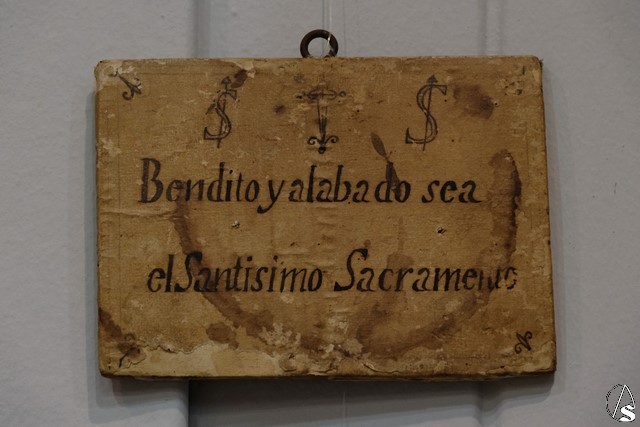 S S
Bendito y alabado sea
el Santisimo Sacramento